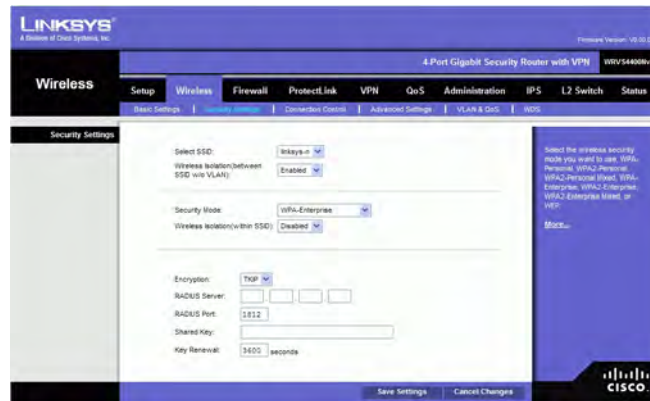 LINKSYS®
A Division of Cisco Systems, Inc.
Firmware Version:
4-Port Gigabit Security Router with VPN
Wireless
Setup Wireless Firewall ProtectLink VPN QoS Administration IPS L2 Switch Status
Basic Settings | Security Settings | Connection Control | Advanced Settings | VLAN & QoS | WDS
Security Settings
Select SSID: linksys-n
Wireless Isolation(between
SSID w/o VLAN): Enabled
Security Mode: WPA-Enterprise
Wireless Isolation(within SSID): Disabled
Encryption: TKIP
RADIUS Server: . . .
RADIUS Port: 1812
Shared Key:
Key Renewal: 3600 seconds
Select the wireless security
mode you want to use, WPA-
Personal, WPA2-Personal,
WPA2-Personal Mixed, WPA-
Enterprise, WPA2-Enterprise,
WPA2-Enterprise Mixed, or
WEP.
More...
Save Settings Cancel Changes
CISCO.